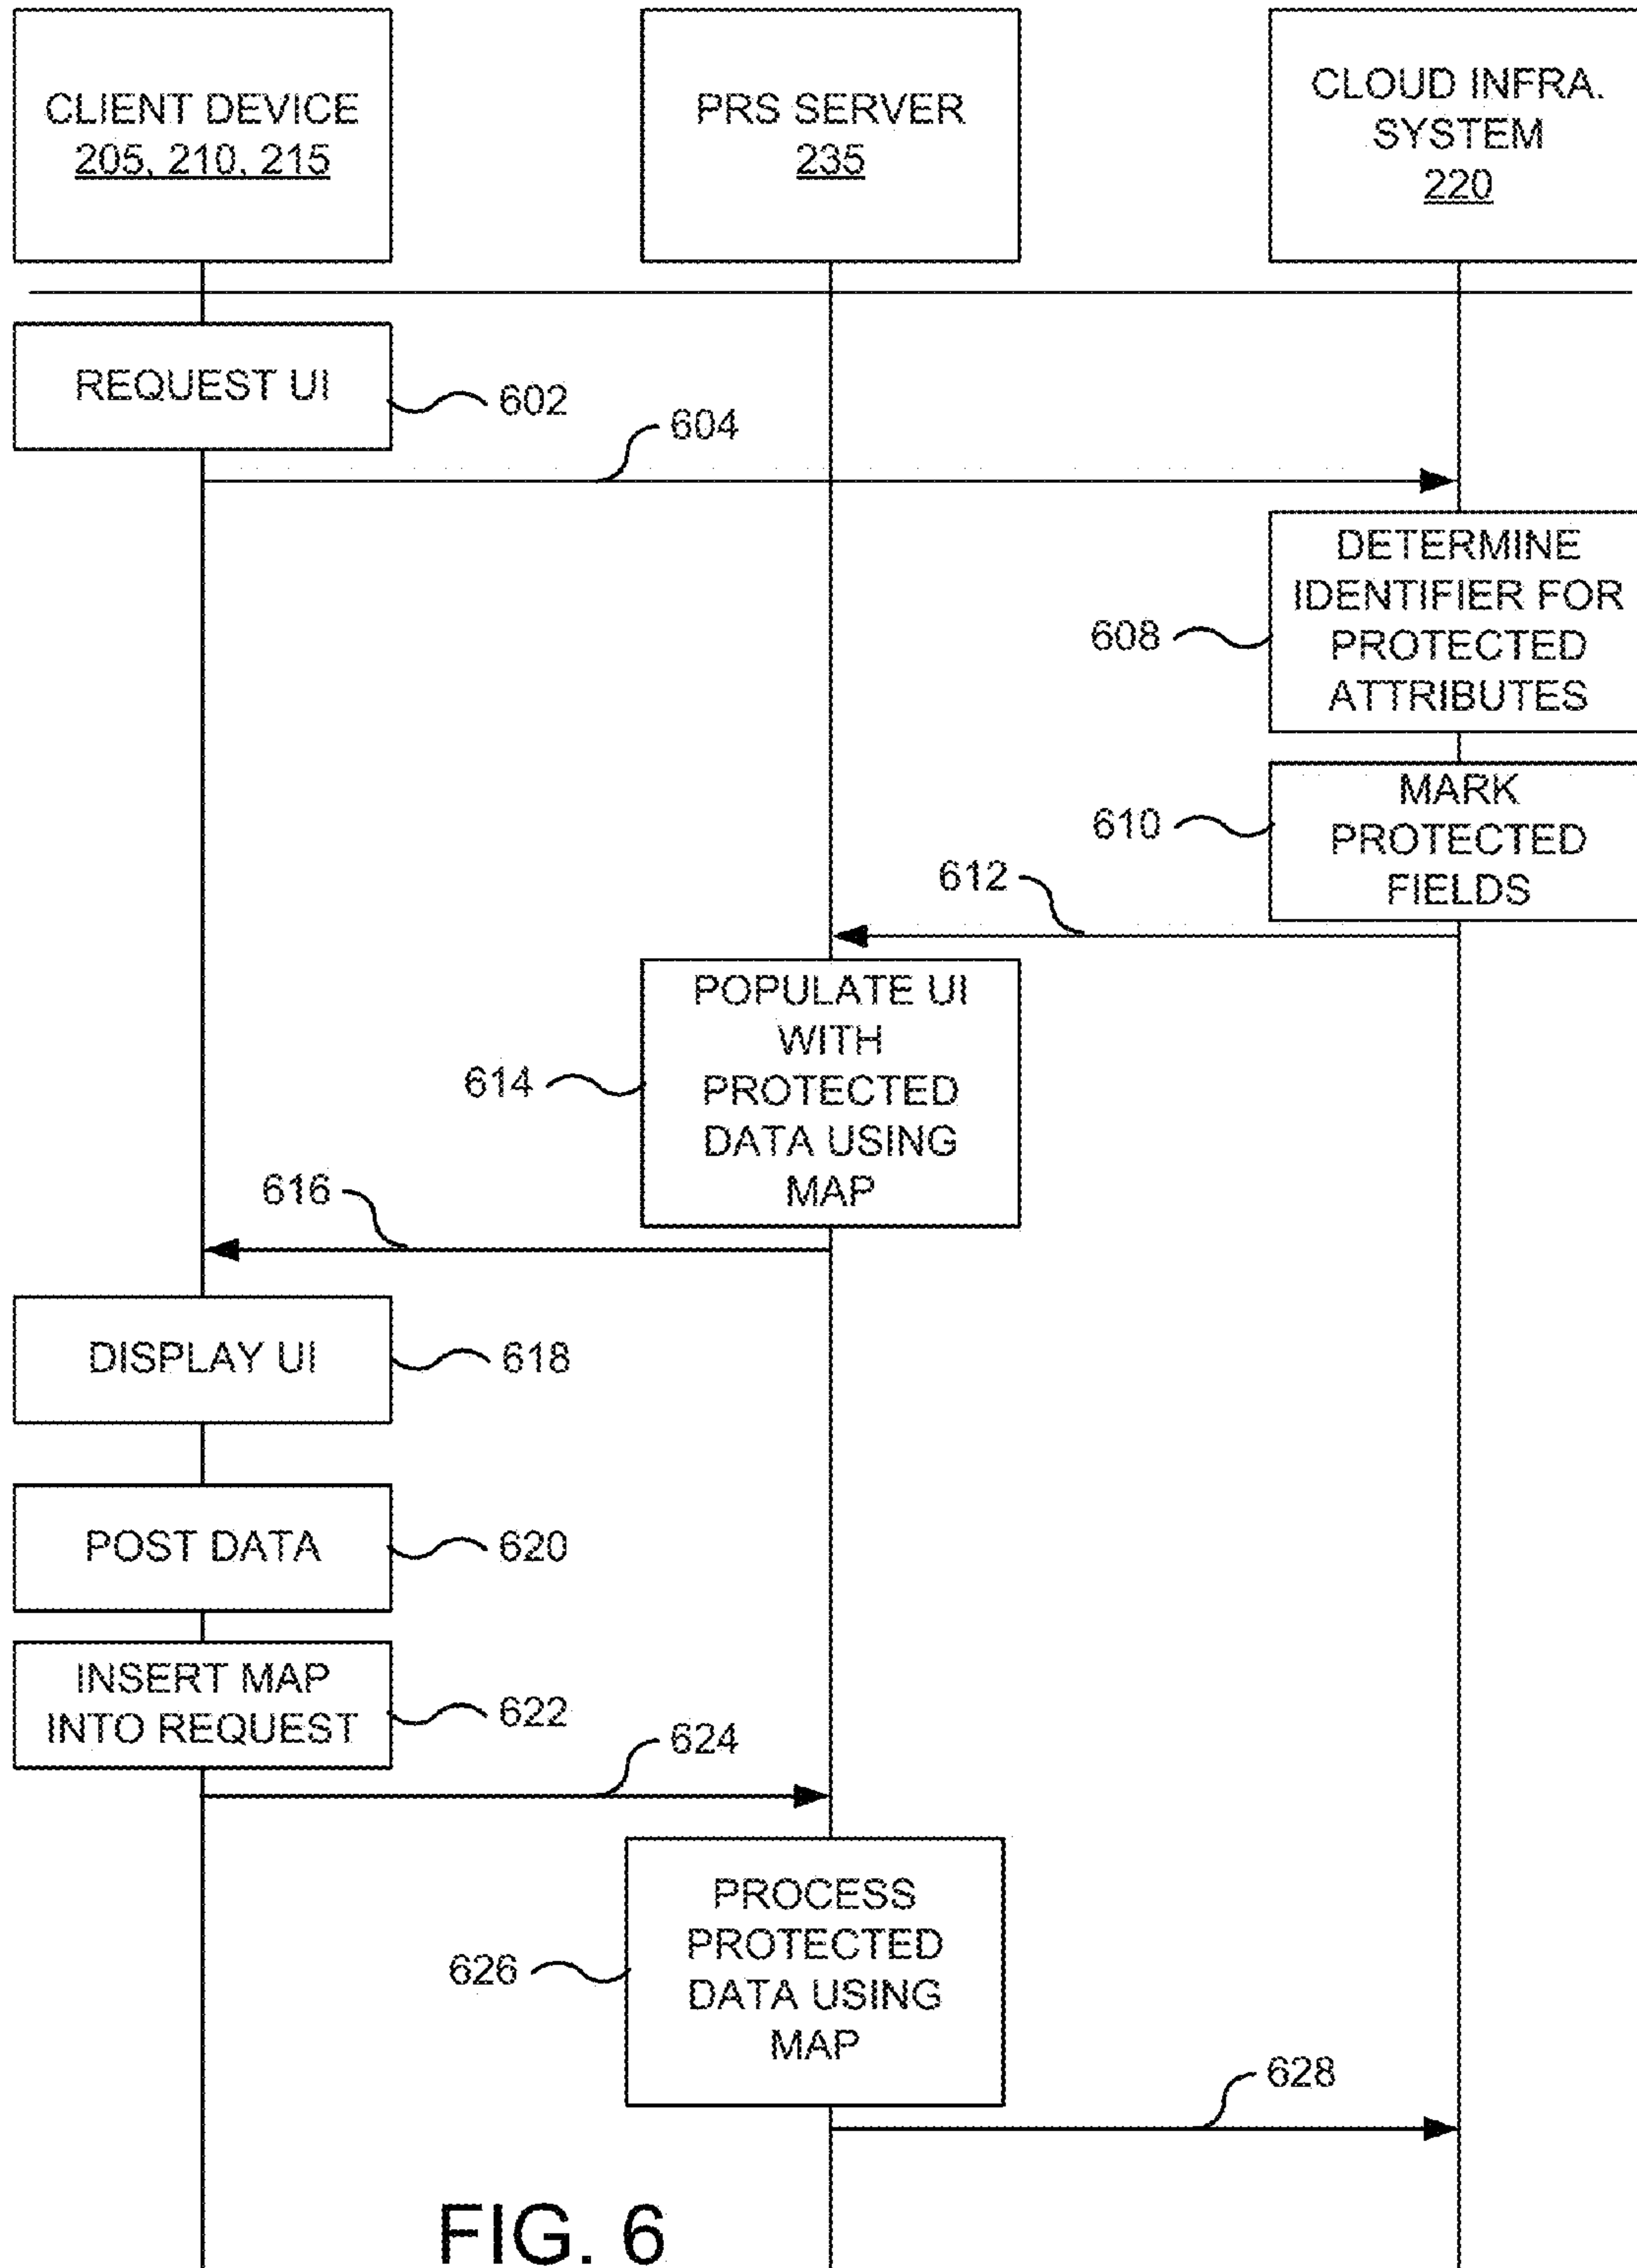 CLIENT DEVICE
205, 210, 215
PRS SERVER
235
CLOUD INFRA.
SYSTEM
220
REQUEST UI
602
604
DETERMINE
IDENTIFIER FOR
PROTECTED
ATTRIBUTES
608
MARK
PROTECTED
FIELDS
610
612
POPULATE UI
WITH
PROTECTED
DATA USING
MAP
614
616
DISPLAY UI
618
POST DATA
620
INSERT MAP
INTO REQUEST
622
624
PROCESS
PROTECTED
DATA USING
MAP
626
628
FIG. 6